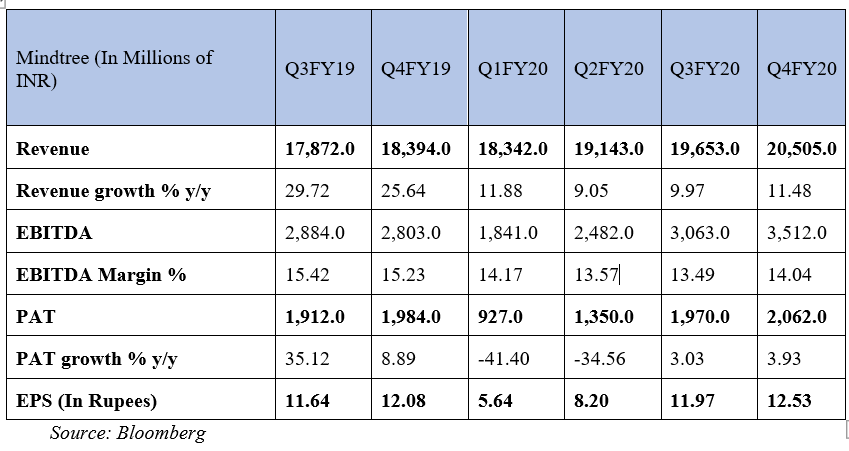 Mindtree (In Millions of INR) Q3FY19 Q4FY19 Q1FY20 Q2FY20 Q3FY20 Q4FY20
Revenue 17,872.0 18,394.0 18,342.0 19,143.0 19,653.0 20,505.0
Revenue growth % y/y 29.72 25.64 11.88 9.05 9.97 11.48
EBITDA 2,884.0 2,803.0 1,841.0 2,482.0 3,063.0 3,512.0
EBITDA Margin % 15.42 15.23 14.17 13.57 13.49 14.04
PAT 1,912.0 1,984.0 927.0 1,350.0 1,970.0 2,062.0
PAT growth % y/y 35.12 8.89 -41.40 -34.56 3.03 3.93
EPS (In Rupees) 11.64 12.08 5.64 8.20 11.97 12.53
Source: Bloomberg